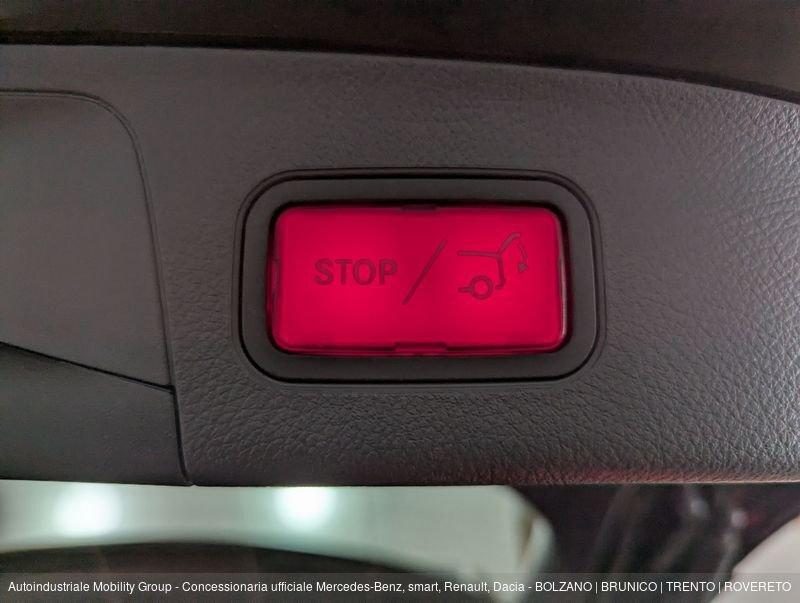 STOP /
Autoindustriale Mobility Group - Concessionaria ufficiale Mercedes-Benz, smart, Renault, Dacia - BOLZANO | BRUNICO | TRENTO | ROVERETO